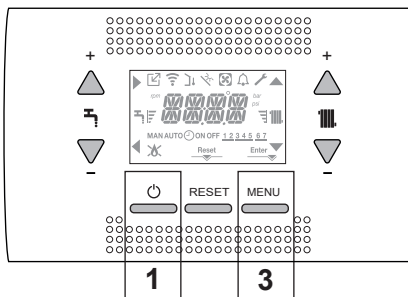 + +
rpm bar
psi
MAN AUTO ON OFF 1 2 3 4 5 6 7
Reset Enter
− −
RESET MENU
1 3